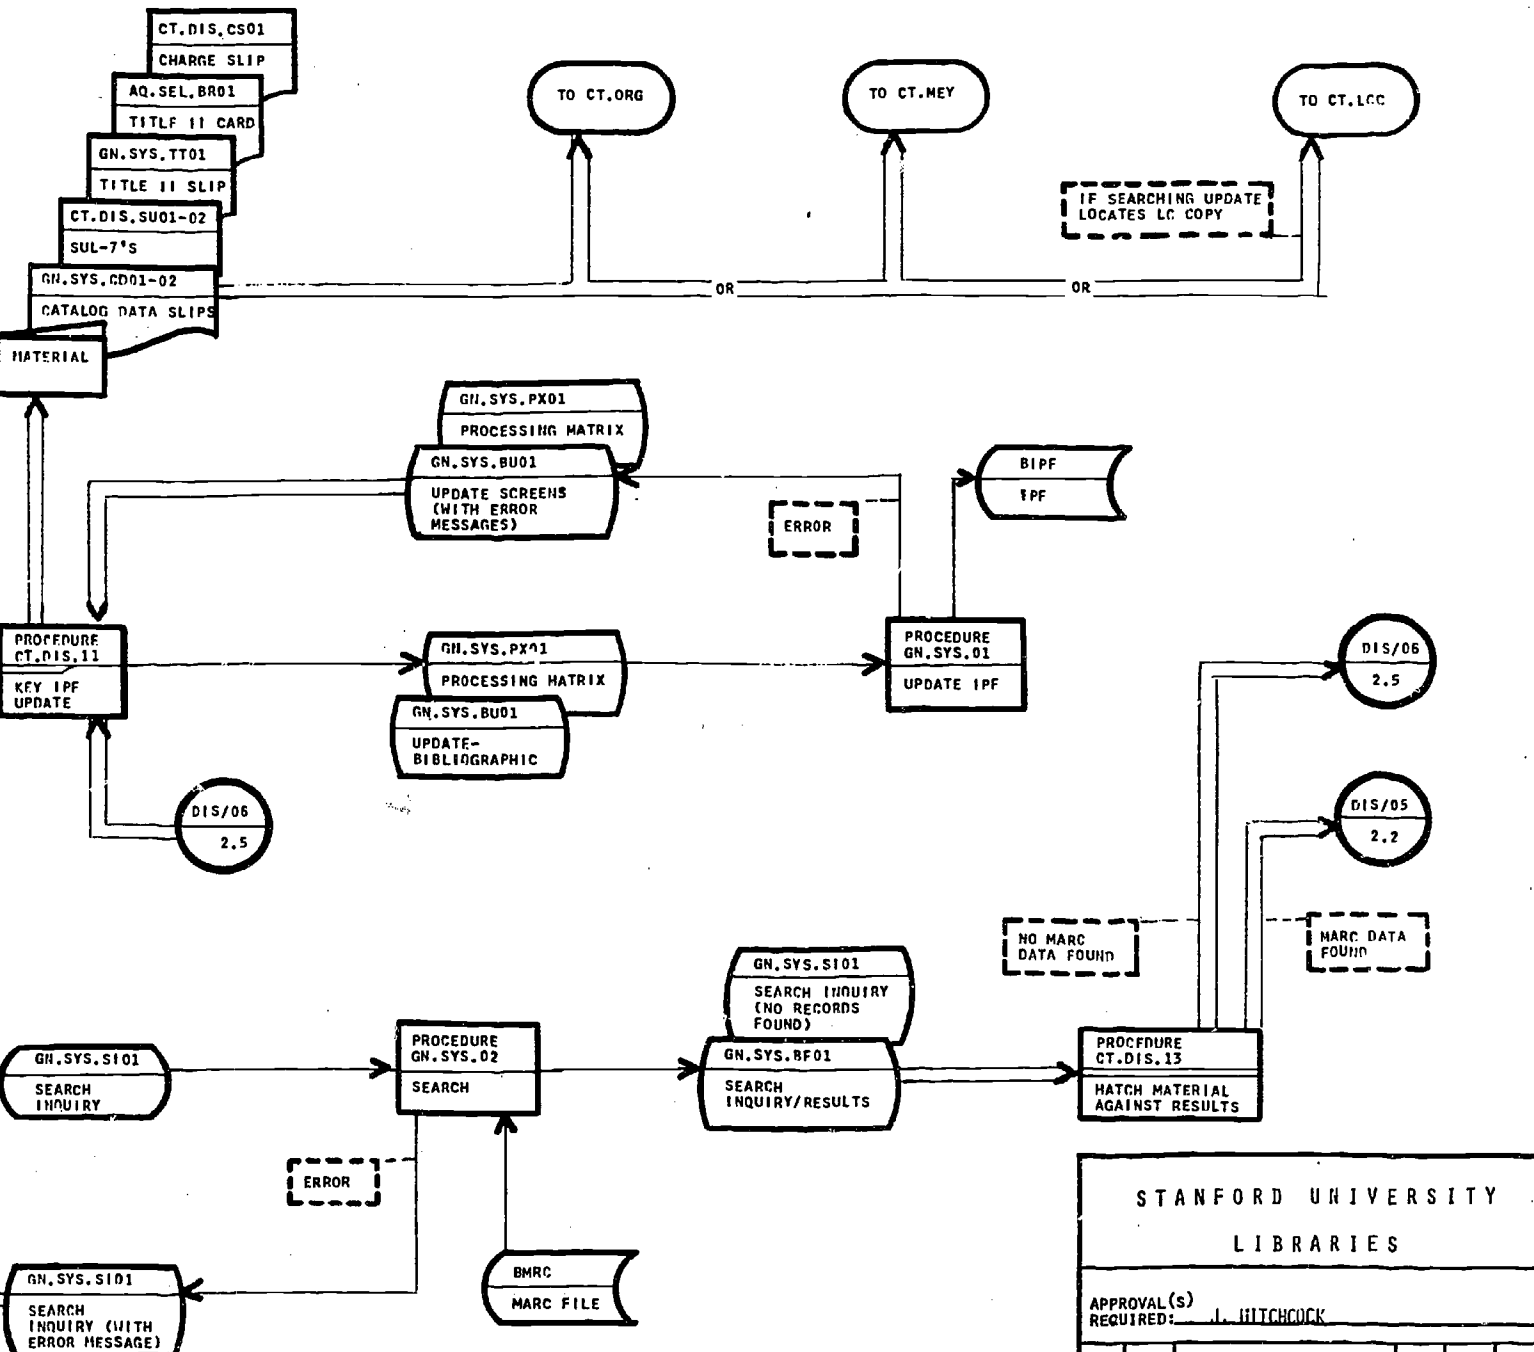 CT.DIS.CS01
CHARGE SLIP
AQ.SEL.BR01
TITLE II CARD
GN.SYS.TT01
TITLE II SLIP
CT.DIS.SU01-02
SUL-7'S
GN.SYS.CD01-02
CATALOG DATA SLIPS
MATERIAL
TO CT.ORG
TO CT.MEY
TO CT.LCC
IF SEARCHING UPDATE
LOCATES LC COPY
OR
OR
GN.SYS.PX01
PROCESSING MATRIX
GN.SYS.BU01
UPDATE SCREENS
(WITH ERROR
MESSAGES)
ERROR
BIPF
IPF
PROCEDURE
CT.DIS.11
KEY IPF
UPDATE
GN.SYS.PX01
PROCESSING MATRIX
GN.SYS.BU01
UPDATE-
BIBLIOGRAPHIC
PROCEDURE
GN.SYS.01
UPDATE IPF
DIS/06
2.5
DIS/06
2.5
DIS/05
2.2
NO MARC
DATA FOUND
MARC DATA
FOUND
GN.SYS.SI01
SEARCH INQUIRY
(NO RECORDS
FOUND)
GN.SYS.SI01
SEARCH
INQUIRY
PROCEDURE
GN.SYS.02
SEARCH
GN.SYS.BF01
SEARCH
INQUIRY/RESULTS
PROCEDURE
CT.DIS.13
MATCH MATERIAL
AGAINST RESULTS
ERROR
BMRC
MARC FILE
GN.SYS.SI01
SEARCH
INQUIRY (WITH
ERROR MESSAGE)
STANFORD UNIVERSITY
LIBRARIES
APPROVAL(S)
REQUIRED: J. HITCHCOCK